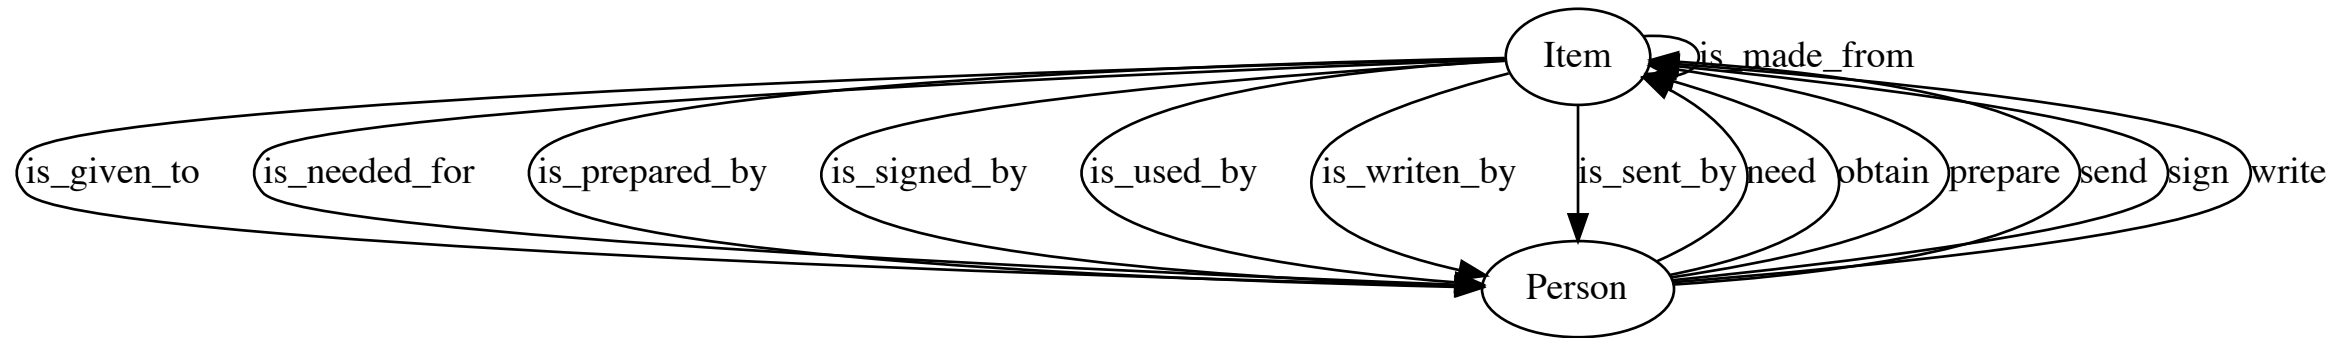 Item
is_made_from
is_given_to
is_needed_for
is_prepared_by
is_signed_by
is_used_by
is_writen_by
is_sent_by
need
obtain
prepare
send
sign
write
Person